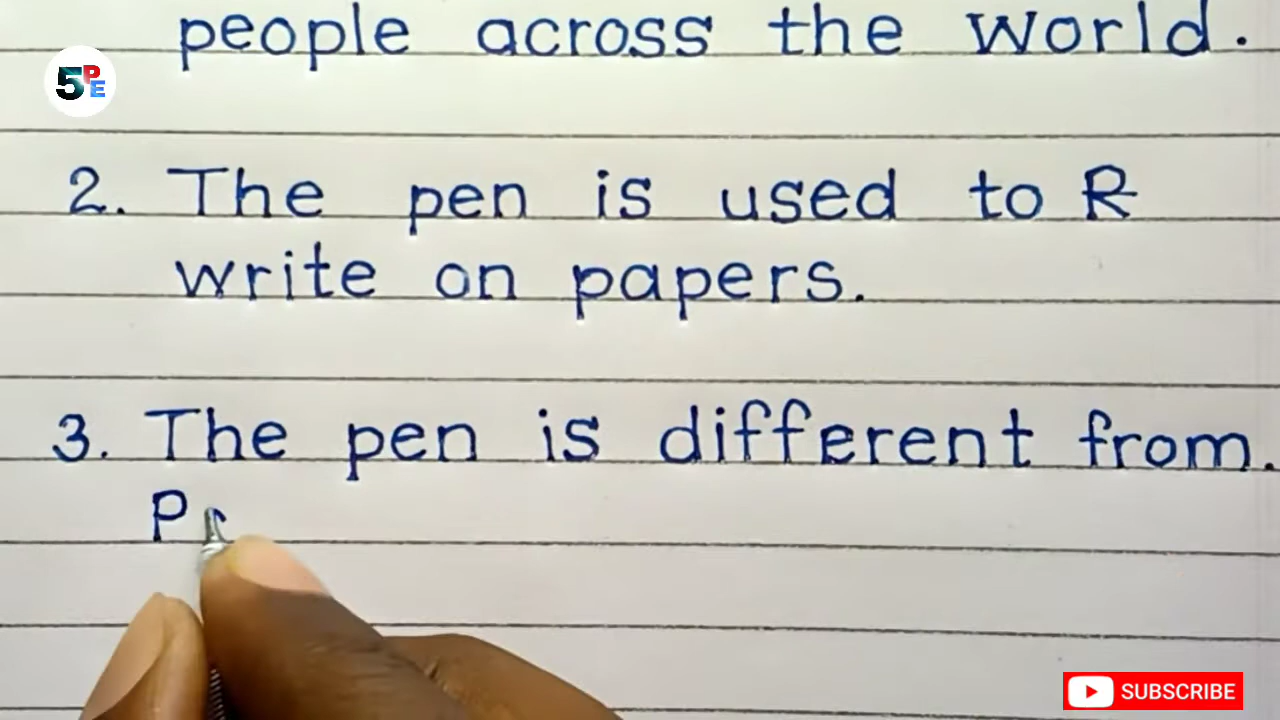 people across the world.
5PE
2. The pen is used to R
write on papers.
3. The pen is different from.
P
SUBSCRIBE